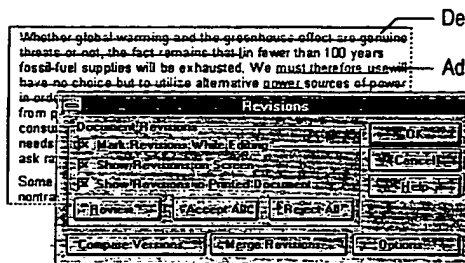 De
Whether global warming and the greenhouse effect are genuine
threats or not, the fact remains that in fewer than 100 years
fossil-fuel supplies will be exhausted. We must therefore use will
Ad
have no choice but to utilize alternative power sources of power
in orde
from p
consu
needs
ask ra
Some
nontra
Revisions
Document Revisions
Mark Revisions While Editing
Show Revisions on Screen
Show Revisions in Printed Document
OK
Cancel
Help
Review... Accept All Reject All
Compare Versions... Merge Revisions... Options...